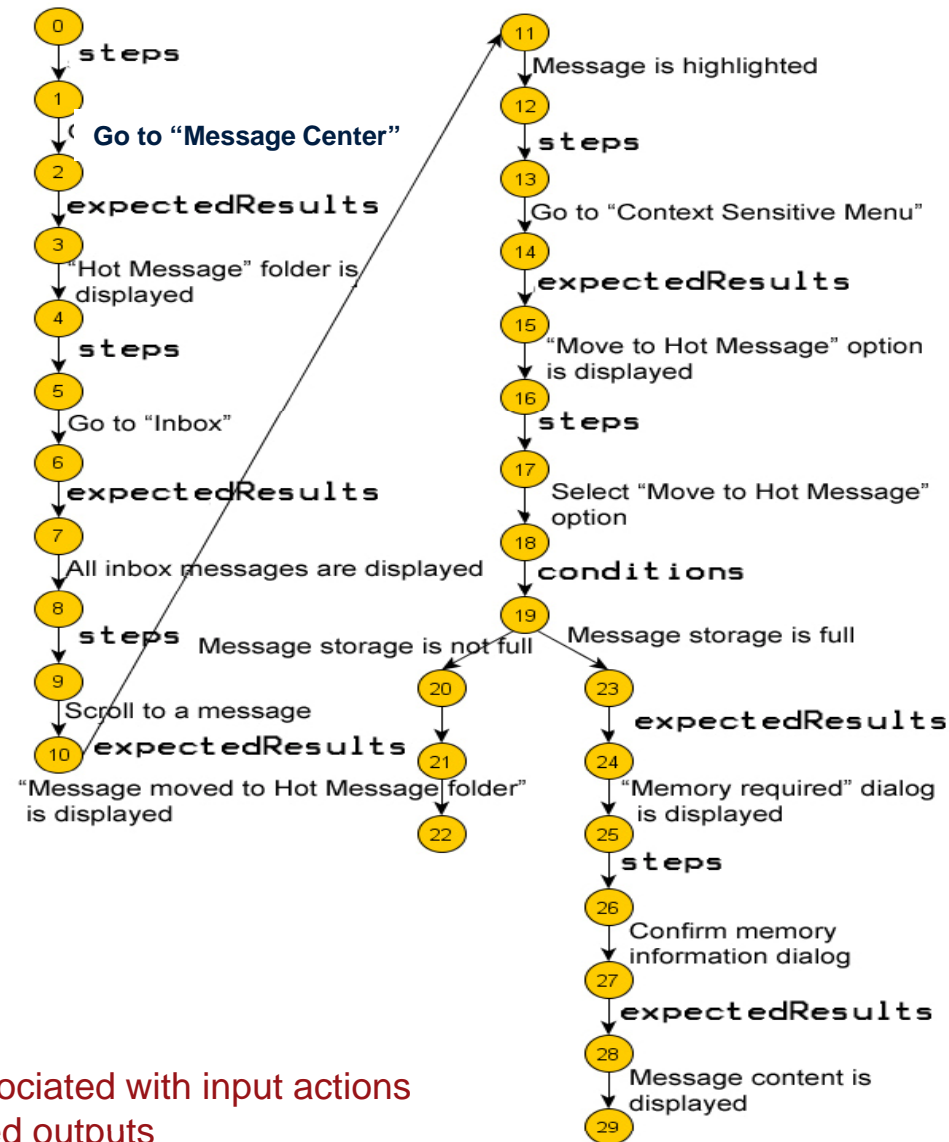 0
steps
1
Go to “Message Center”
2
expectedResults
3
“Hot Message” folder is
displayed
4
steps
5
Go to “Inbox”
6
expectedResults
7
All inbox messages are displayed
8
steps
9
Scroll to a message
10
expectedResults
11
Message is highlighted
12
steps
13
Go to “Context Sensitive Menu”
14
expectedResults
15
“Move to Hot Message” option
is displayed
16
steps
17
Select “Move to Hot Message”
option
18
conditions
19
Message storage is not full
20
21
“Message moved to Hot Message folder”
is displayed
22
Message storage is full
23
expectedResults
24
“Memory required” dialog
is displayed
25
steps
26
Confirm memory
information dialog
27
expectedResults
28
Message content is
displayed
29
ociated with input actions
ed outputs